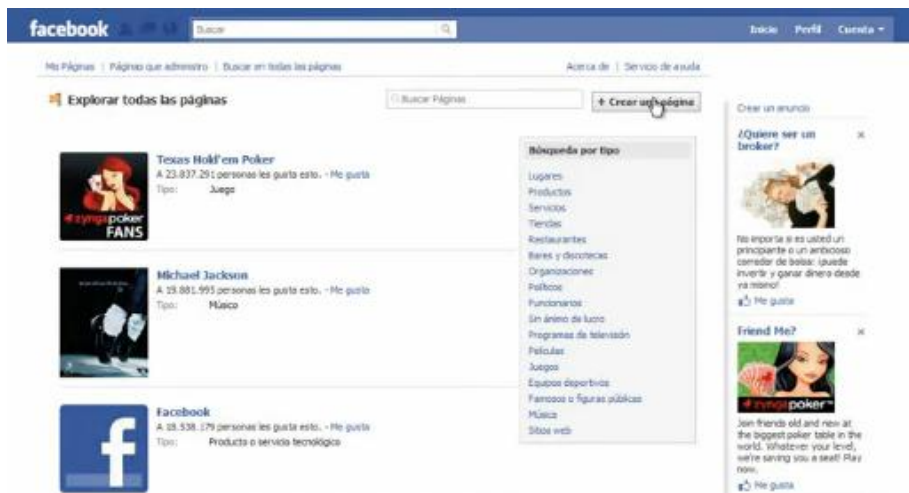 facebook
Buscar
Inicio Perfil Cuenta
Mis Páginas | Páginas que administro | Buscar en todas las páginas
Acerca de | Servicio de ayuda
Explorar todas las páginas
Buscar Páginas
+ Crear una página
Texas Hold'em Poker
A 23.837.291 personas les gusta esto. - Me gusta
Tipo: Juego
zyngapoker
FANS
Michael Jackson
A 19.881.993 personas les gusta esto. - Me gusta
Tipo: Músico
Facebook
A 18.538.179 personas les gusta esto. - Me gusta
Tipo: Producto o servicio tecnológico
f
Búsqueda por tipo
Lugares
Productos
Servicios
Tiendas
Restaurantes
Bares y discotecas
Organizaciones
Políticos
Funcionarios
Sin ánimo de lucro
Programas de televisión
Películas
Juegos
Equipos deportivos
Famosos o figuras públicas
Música
Sitios web
Crear un anuncio
¿Quiere ser un
broker?
No importa si es usted un
principiante o un ambicioso
corredor de bolsa: ¡puede
invertir y ganar dinero desde
ya mismo!
Me gusta
Friend Me?
zynga poker
Join friends old and new at
the biggest poker table in the
world. Whatever your level,
we're saving you a seat! Play
now.
Me gusta